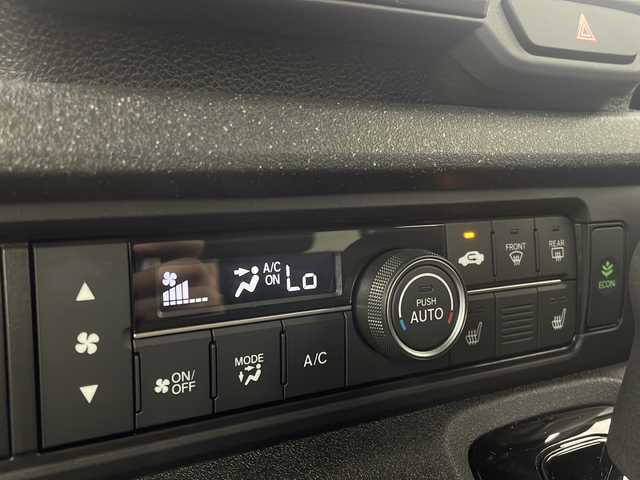 A/C
ON
Lo
PUSH
AUTO
FRONT
REAR
ECON
ON/
OFF
MODE
A/C